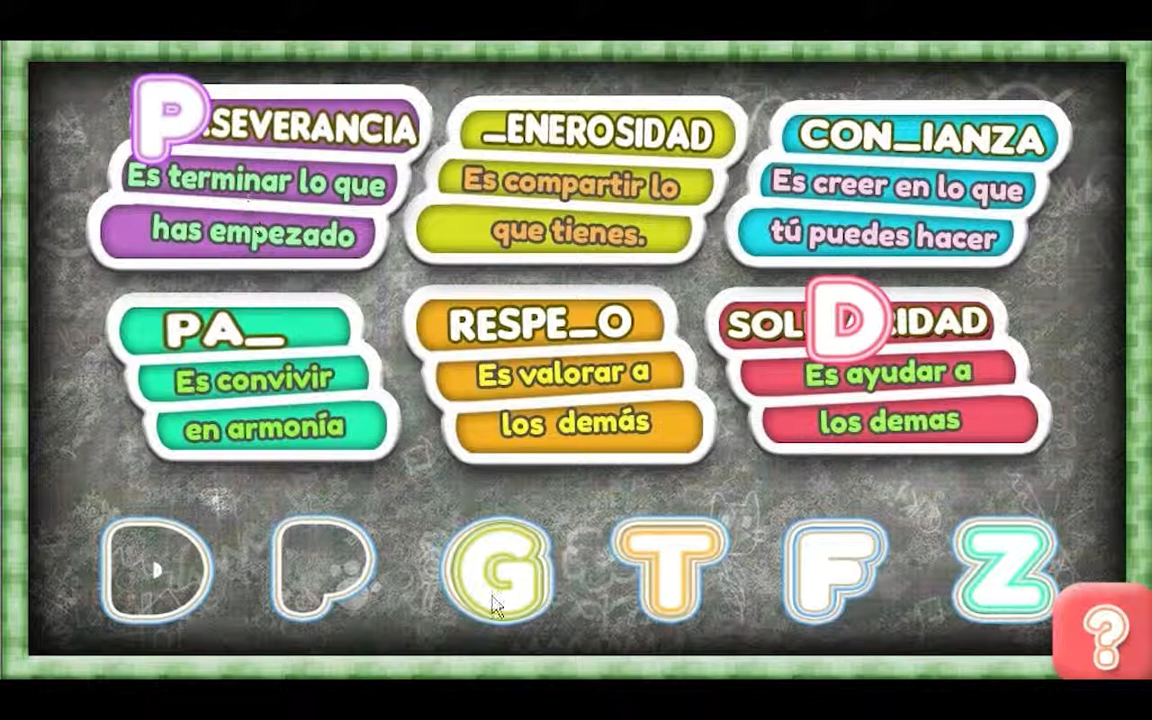 P SEVERANCIA
Es terminar lo que
has empezado
_ENEROSIDAD
Es compartir lo
que tienes.
CON_IANZA
Es creer en lo que
tú puedes hacer
PA_
Es convivir
en armonía
RESPE_O
Es valorar a
los demás
SOL D IDAD
Es ayudar a
los demas
D P G T F Z
?